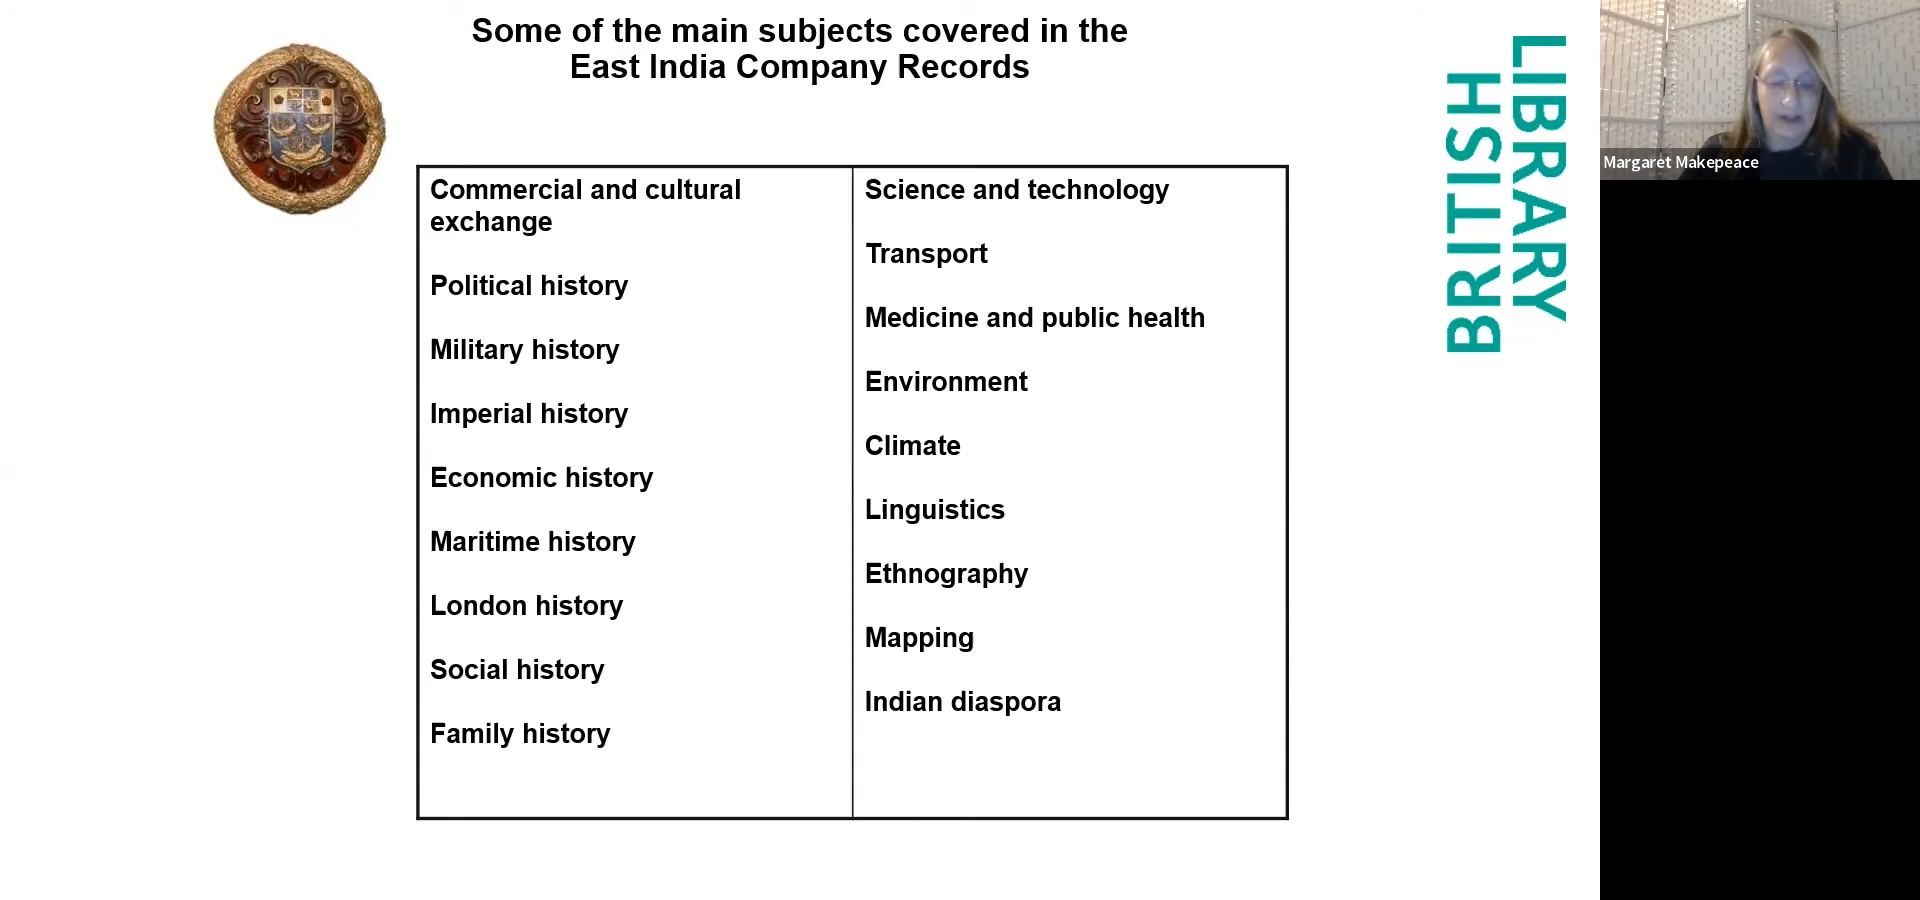 Some of the main subjects covered in the
East India Company Records
Commercial and cultural
exchange
Political history
Military history
Imperial history
Economic history
Maritime history
London history
Social history
Family history
Science and technology
Transport
Medicine and public health
Environment
Climate
Linguistics
Ethnography
Mapping
Indian diaspora
BRITISH
LIBRARY
Margaret Makepeace